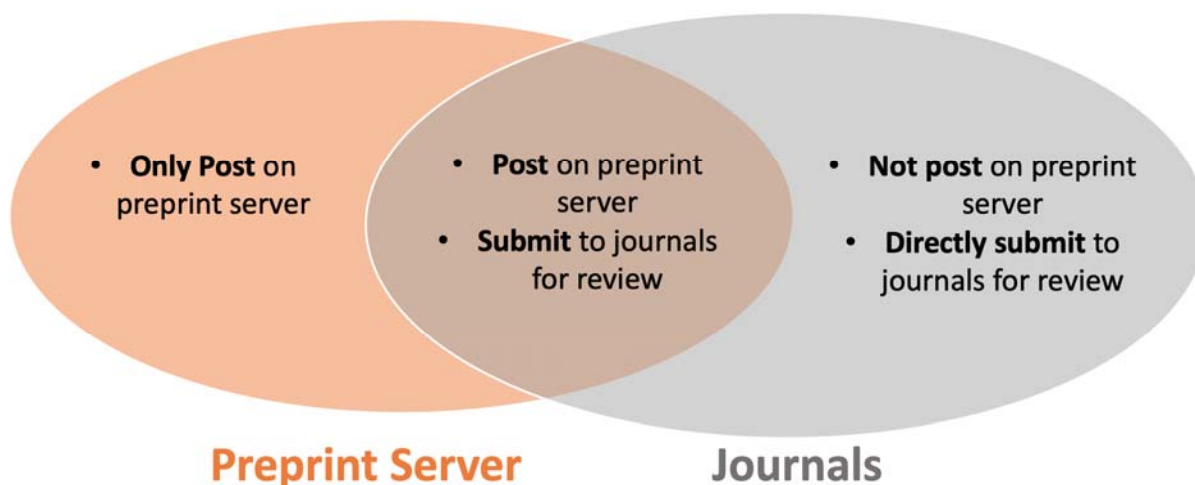 • Only Post on
preprint server
• Post on preprint
server
• Submit to journals
for review
• Not post on preprint
server
• Directly submit to
journals for review
Preprint Server
Journals